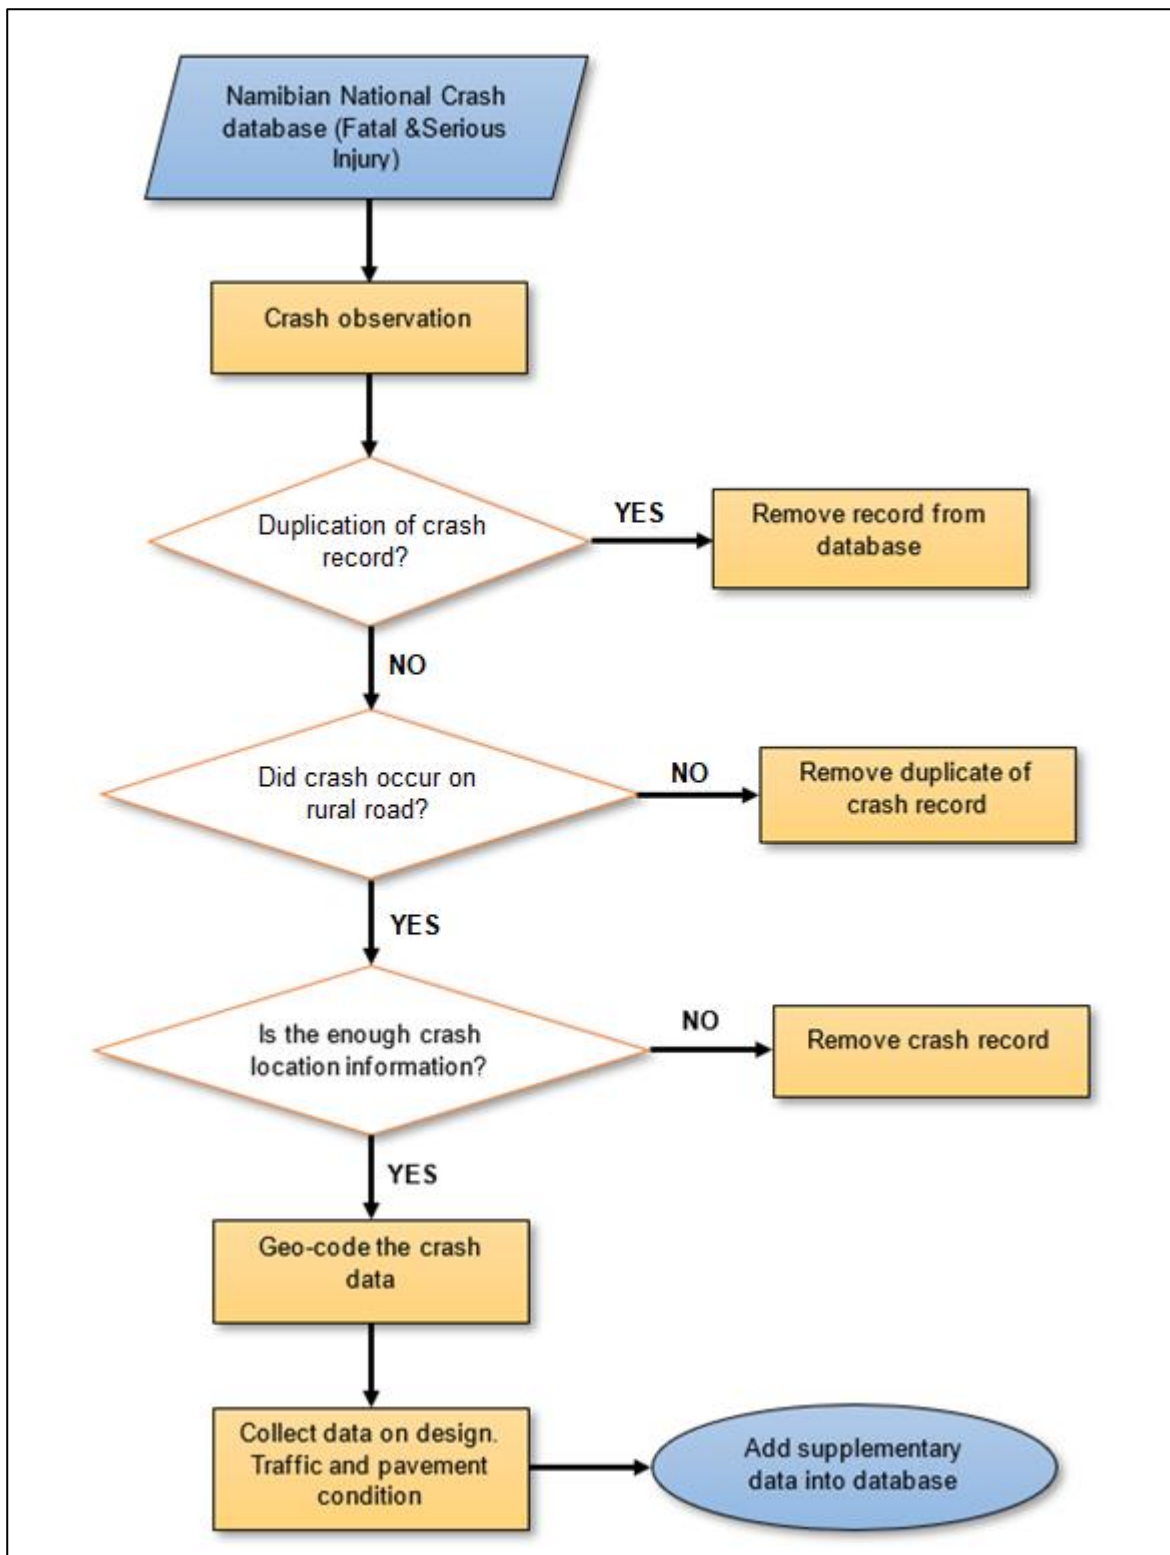 Namibian National Crash
database (Fatal &Serious
Injury)
Crash observation
Duplication of crash
record?
YES
Remove record from
database
NO
Did crash occur on
rural road?
NO
Remove duplicate of
crash record
YES
Is the enough crash
location information?
NO
Remove crash record
YES
Geo-code the crash
data
Collect data on design.
Traffic and pavement
condition
Add supplementary
data into database